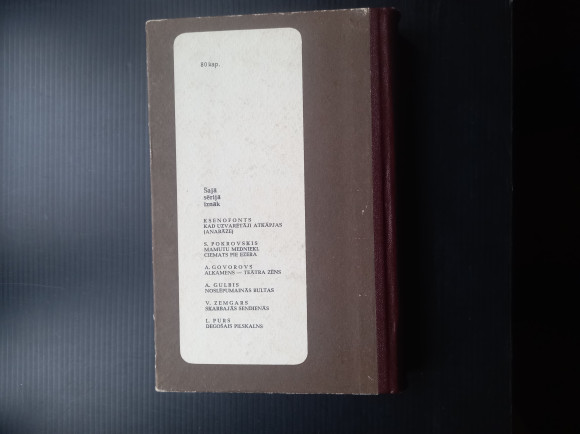 80 kap.
Šajā
sērijā
iznāk
KSENOFONTS
KAD UZVARĒTĀJI ATKĀPJAS
(ANABĀZE)
S. POKROVSKIS
MAMUTU MEDNIEKI.
CIEMATS PIE EZERA
A. GOVOROVS
ALKAMENS — TEĀTRA ZĒNS
A. GULBIS
NOSLĒPUMAINĀS BULTAS
V. ZEMGARS
SKARBAJĀS SENDIENĀS
L. PURS
DEGOŠAIS PILSKALNS